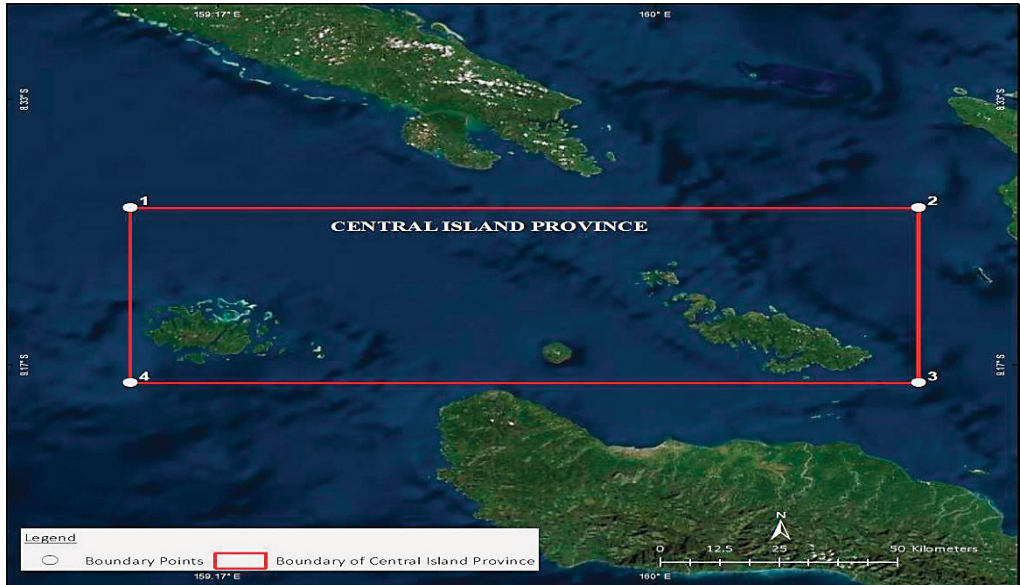 159.17° E 160° E
8.33° S 8.33° S
1 2
CENTRAL ISLAND PROVINCE
9.17° S 9.17° S
4 3
Legend
Boundary Points Boundary of Central Island Province
N
0 12.5 25 50 Kilometers
159.17° E 160° E